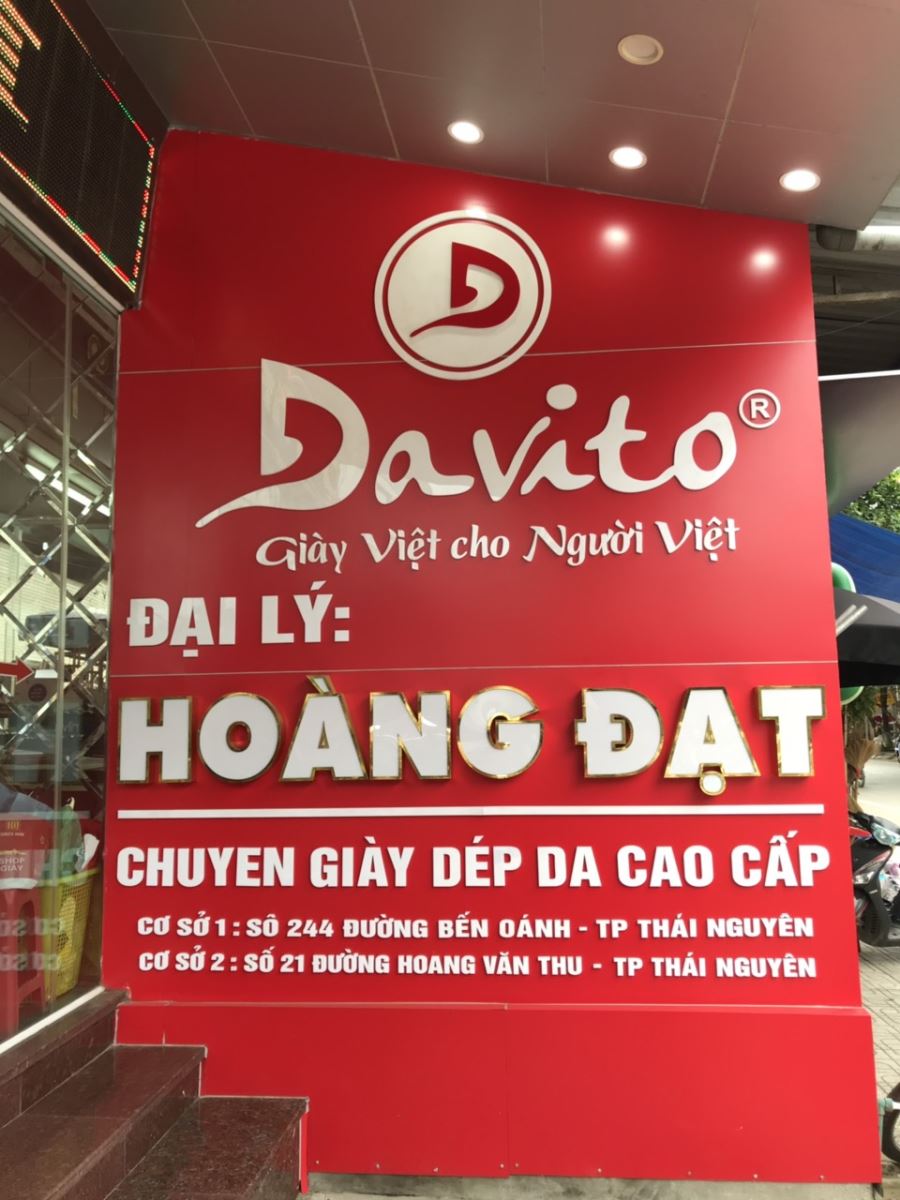 D
Davito®
Giày Việt cho Người Việt
ĐẠI LÝ:
HOÀNG ĐẠT
CHUYEN GIÀY DÉP DA CAO CẤP
CƠ SỞ 1 : SÔ 244 ĐƯỜNG BẾN OÁNH - TP THÁI NGUYÊN
CƠ SỞ 2 : SỐ 21 ĐƯỜNG HOANG VĂN THU - TP THÁI NGUYÊN
SHOP
GIÀY